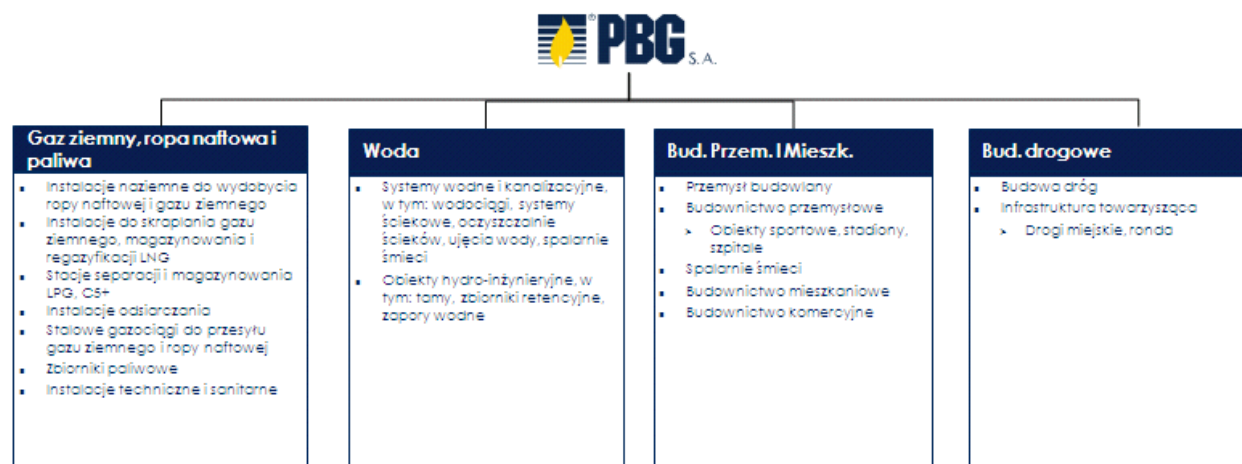 PBG S.A.
®
Gaz ziemny, ropa naftowa i
paliwa
Instalacje naziemne do wydobycia
ropy naftowej i gazu ziemnego
Instalacje do skraplania gazu
ziemnego, magazynowania i
regazyfikacji LNG
Stacje separacji i magazynowania
LPG, C5+
Instalacje odsiarczania
Stalowe gazociągi do przesyłu
gazu ziemnego i ropy naftowej
Zbiorniki paliwowe
Instalacje techniczne i sanitarne
Woda
Systemy wodne i kanalizacyjne,
w tym: wodociągi, systemy
ściekowe, oczyszczalnie
ścieków, ujęcia wody, spalarnie
śmieci
Obiekty hydro-inżynieryjne, w
tym: tamy, zbiorniki retencyjne,
zapory wodne
Bud. Przem. I Mieszk.
Przemysł budowlany
Budownictwo przemysłowe
Obiekty sportowe, stadiony,
szpitale
Spalarnie śmieci
Budownictwo mieszkaniowe
Budownictwo komercyjne
Bud. drogowe
Budowa dróg
Infrastruktura towarzysząca
Drogi miejskie, ronda